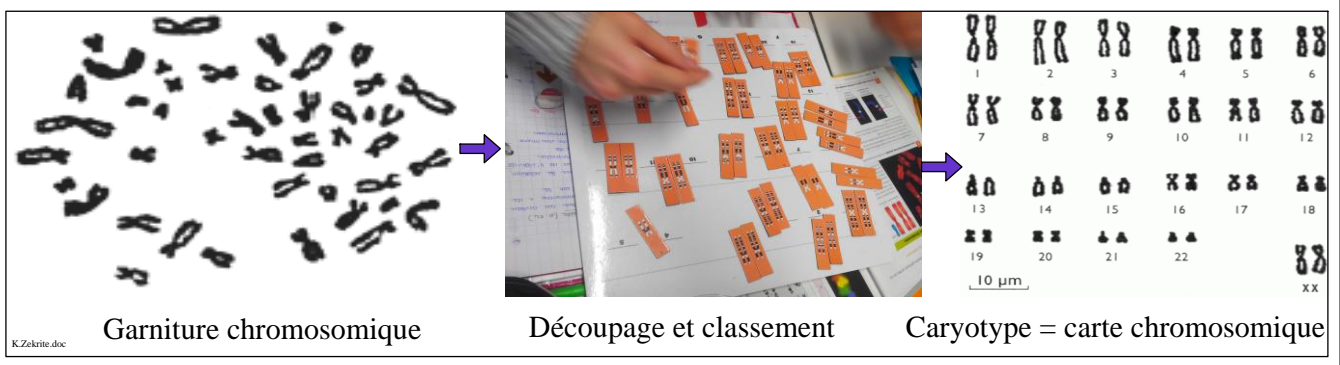 1 2 3 4 5 6
7 8 9 10 11 12
13 14 15 16 17 18
19 20 21 22
10 µm
XX
Garniture chromosomique
Découpage et classement
Caryotype = carte chromosomique
K.Zekrite.doc